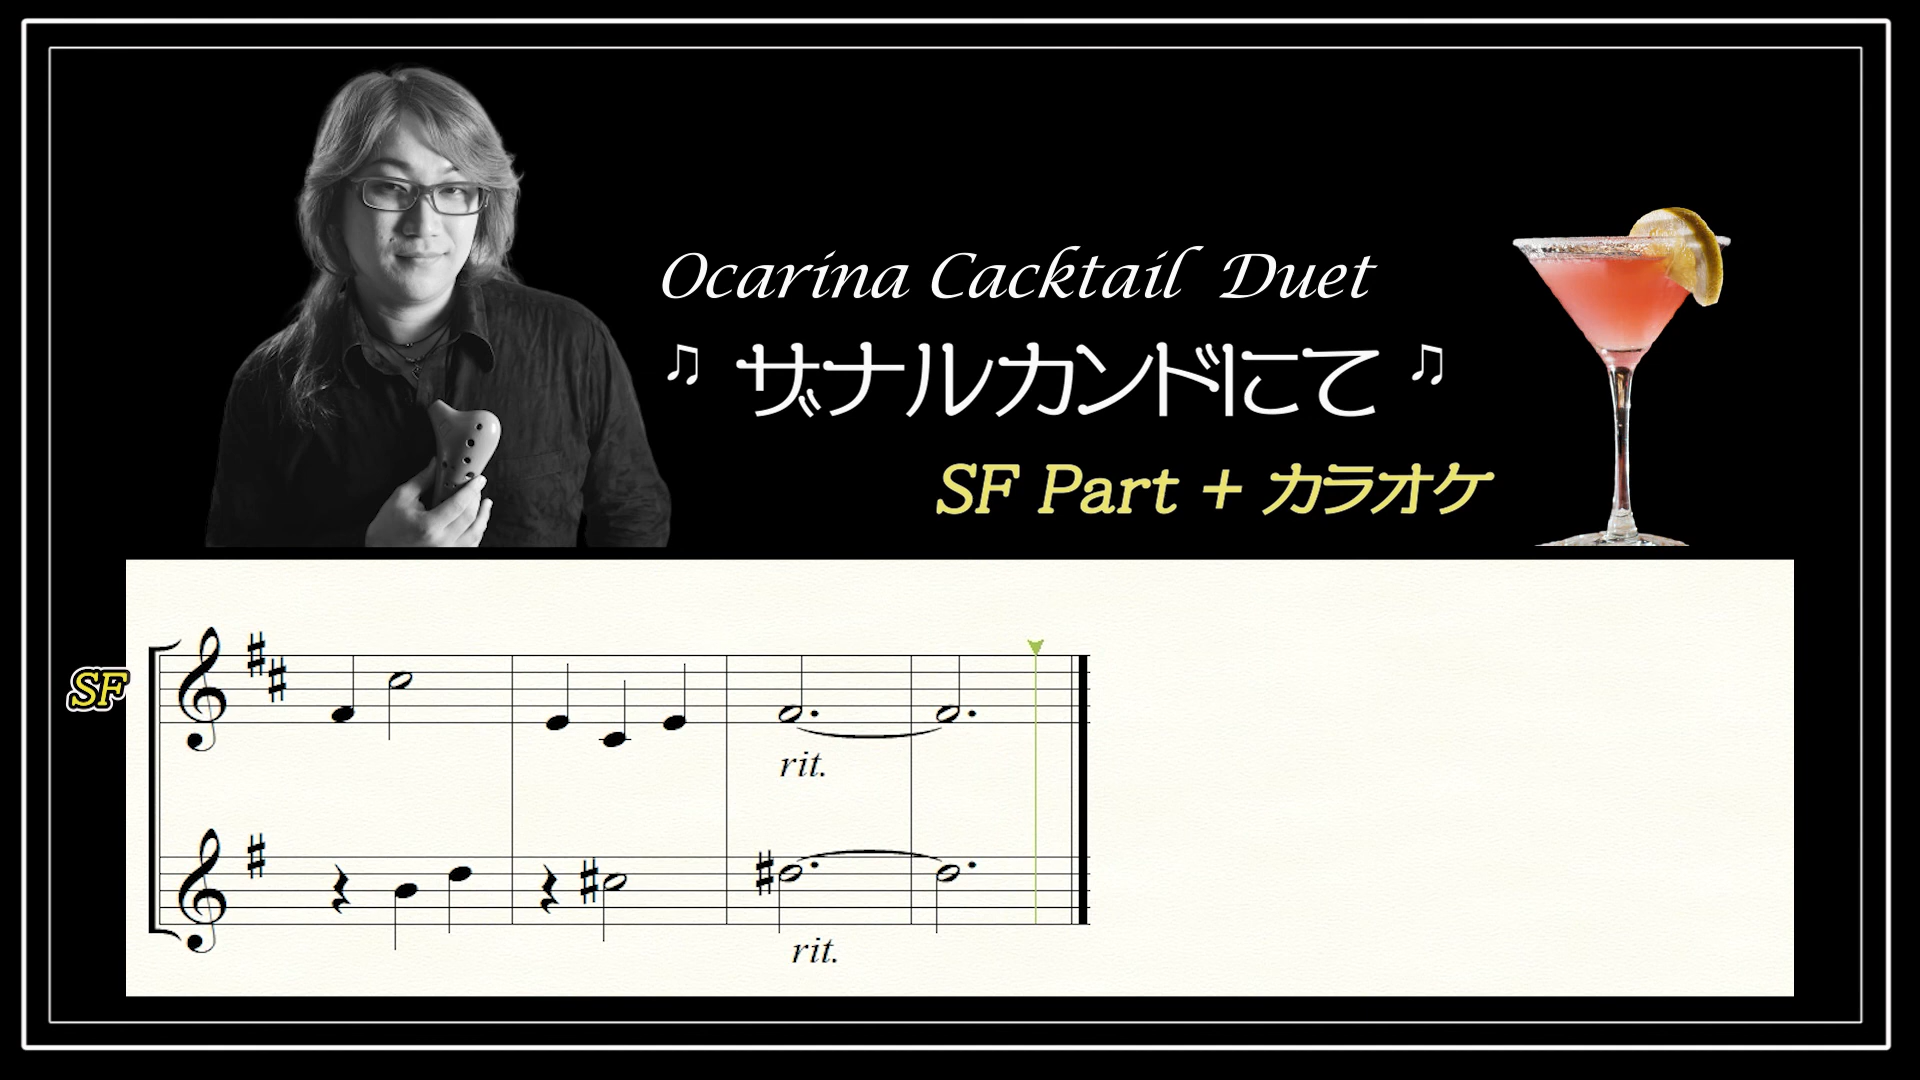 Ocarina Cacktail Duet
♫ ザナルカンドにて ♫
SF Part + カラオケ
SF
rit.
rit.